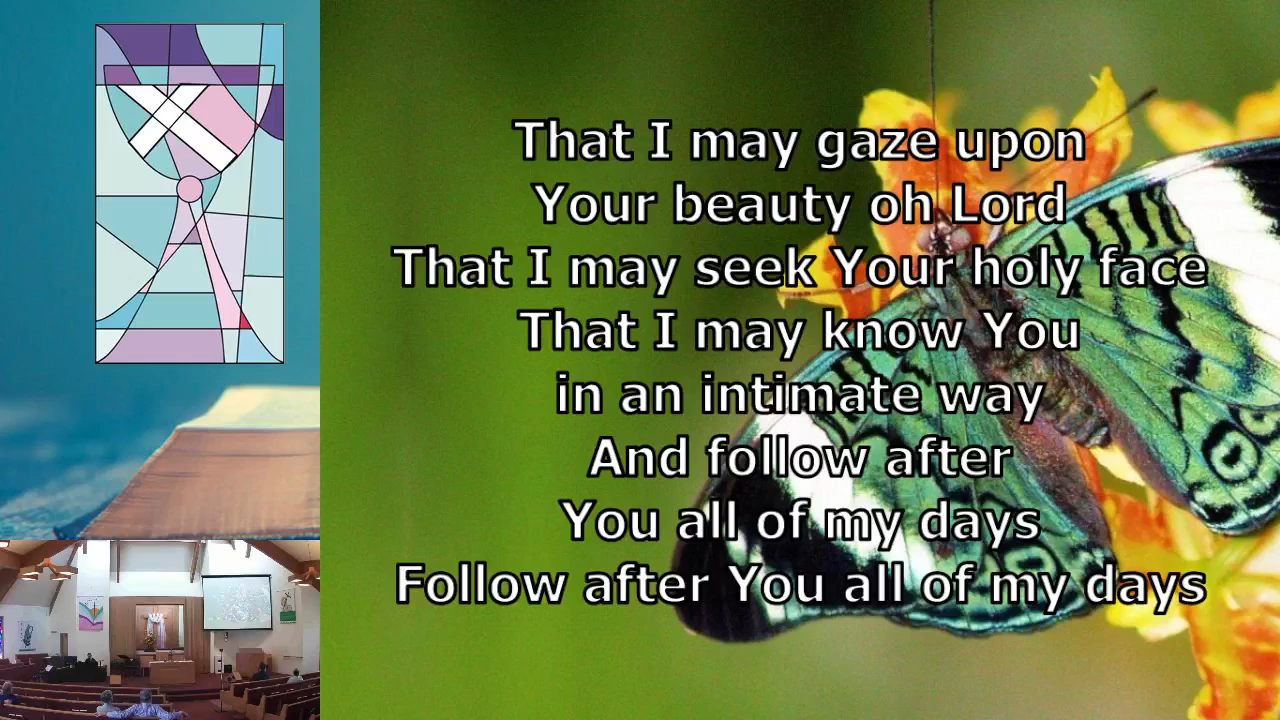 That I may gaze upon
Your beauty oh Lord
That I may seek Your holy face
That I may know You
in an intimate way
And follow after
You all of my days
Follow after You all of my days